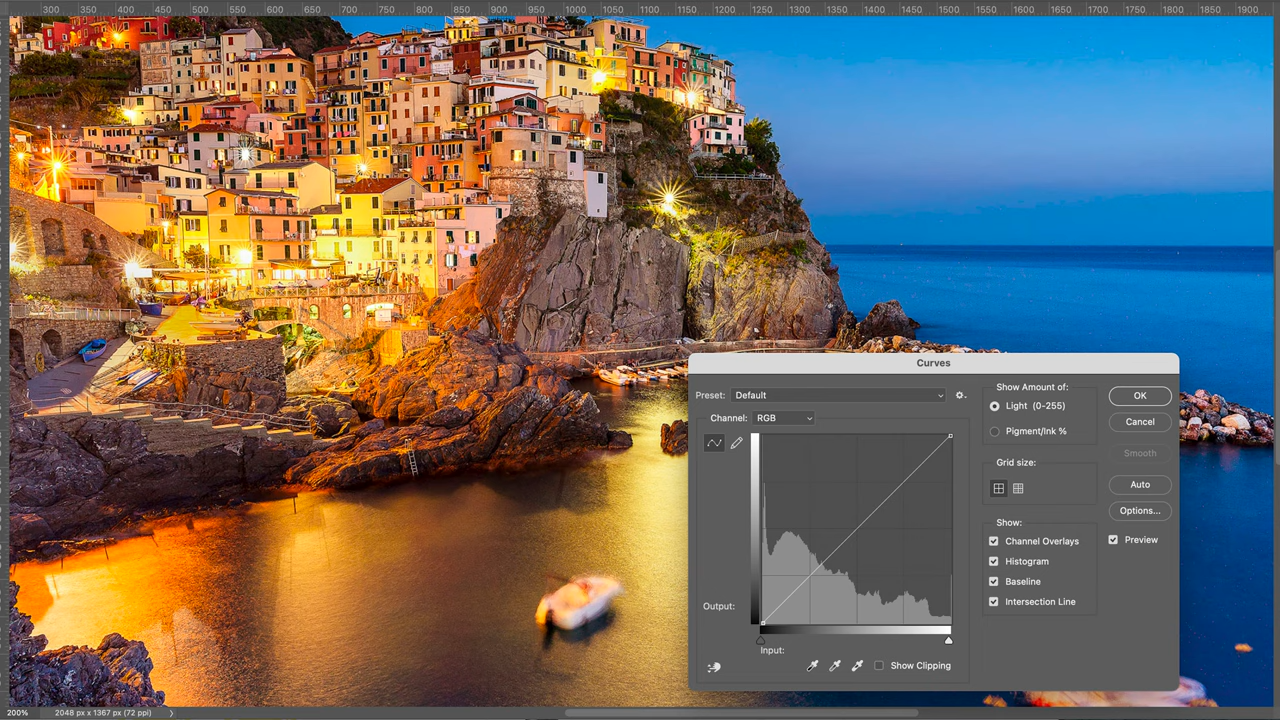 300 350 400 450 500 550 600 650 700 750 800 850 900 950 1000 1050 1100 1150 1200 1250 1300 1350 1400 1450 1500 1550 1600 1650 1700 1750 1800 1850 1900
Curves
Preset: Default
Channel: RGB
Output:
Input:
Show Clipping
Show Amount of:
Light (0-255)
Pigment/Ink %
Grid size:
Show:
Channel Overlays
Histogram
Baseline
Intersection Line
OK
Cancel
Smooth
Auto
Options...
Preview
200% 2048 px x 1367 px (72 ppi)